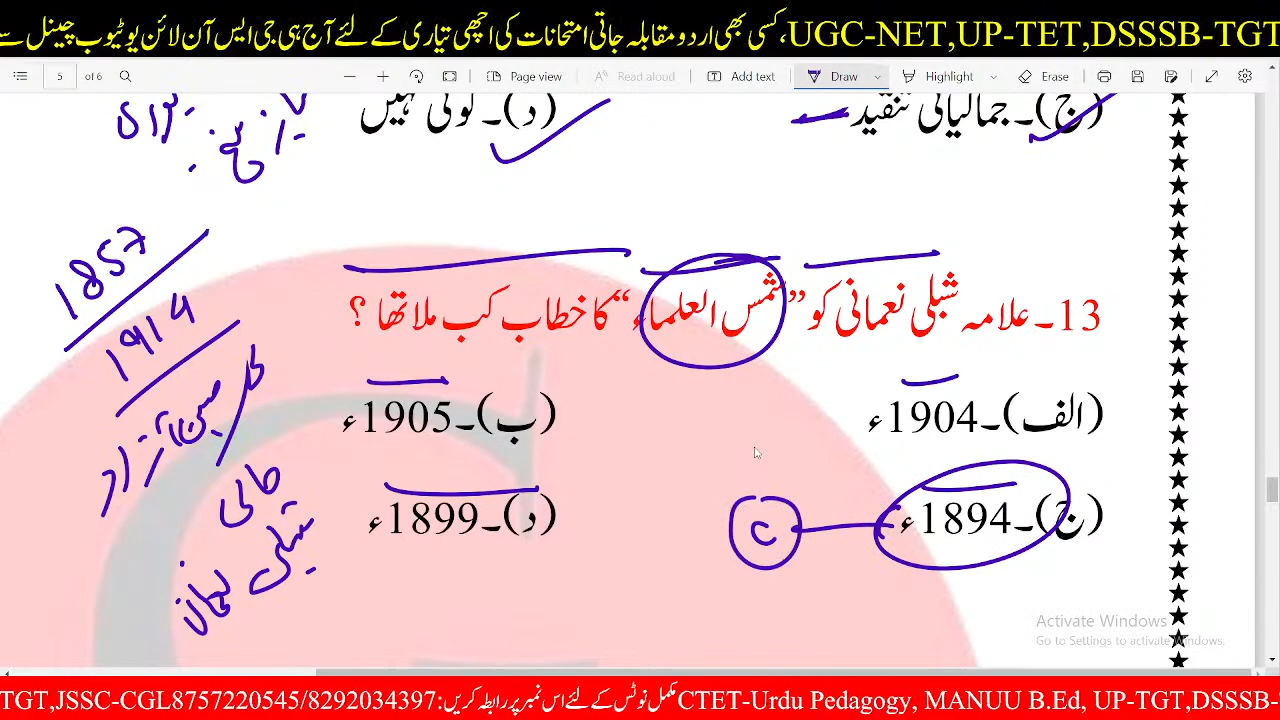 UGC-NET,UP-TET,DSSSB-TGT، کسی بھی اردو مقابلہ جاتی امتحانات کی اچھی تیاری کے لئے آج ہی جی ایس آن لائن یوٹیوب چینل سے
5 of 6 Page view Read aloud Add text Draw Highlight Erase
(ج)۔ جمالیاتی تنقید (د)۔ کوئی نہیں
1857
1914
13۔ علامہ شبلی نعمانی کو ”شمس العلماء“ کا خطاب کب ملا تھا ؟
(الف)۔1904ء (ب)۔1905ء
آزاد
حالی
(ج)۔1894ء (د)۔1899ء
C
شبلی نعمانی
Activate Windows
Go to Settings to activate Windows.
TGT,JSSC-CGL8757220545/8292034397:مکمل نوٹس کے لئے اس نمبر پر رابطہ کریں CTET-Urdu Pedagogy, MANUU B.Ed, UP-TGT,DSSSB-